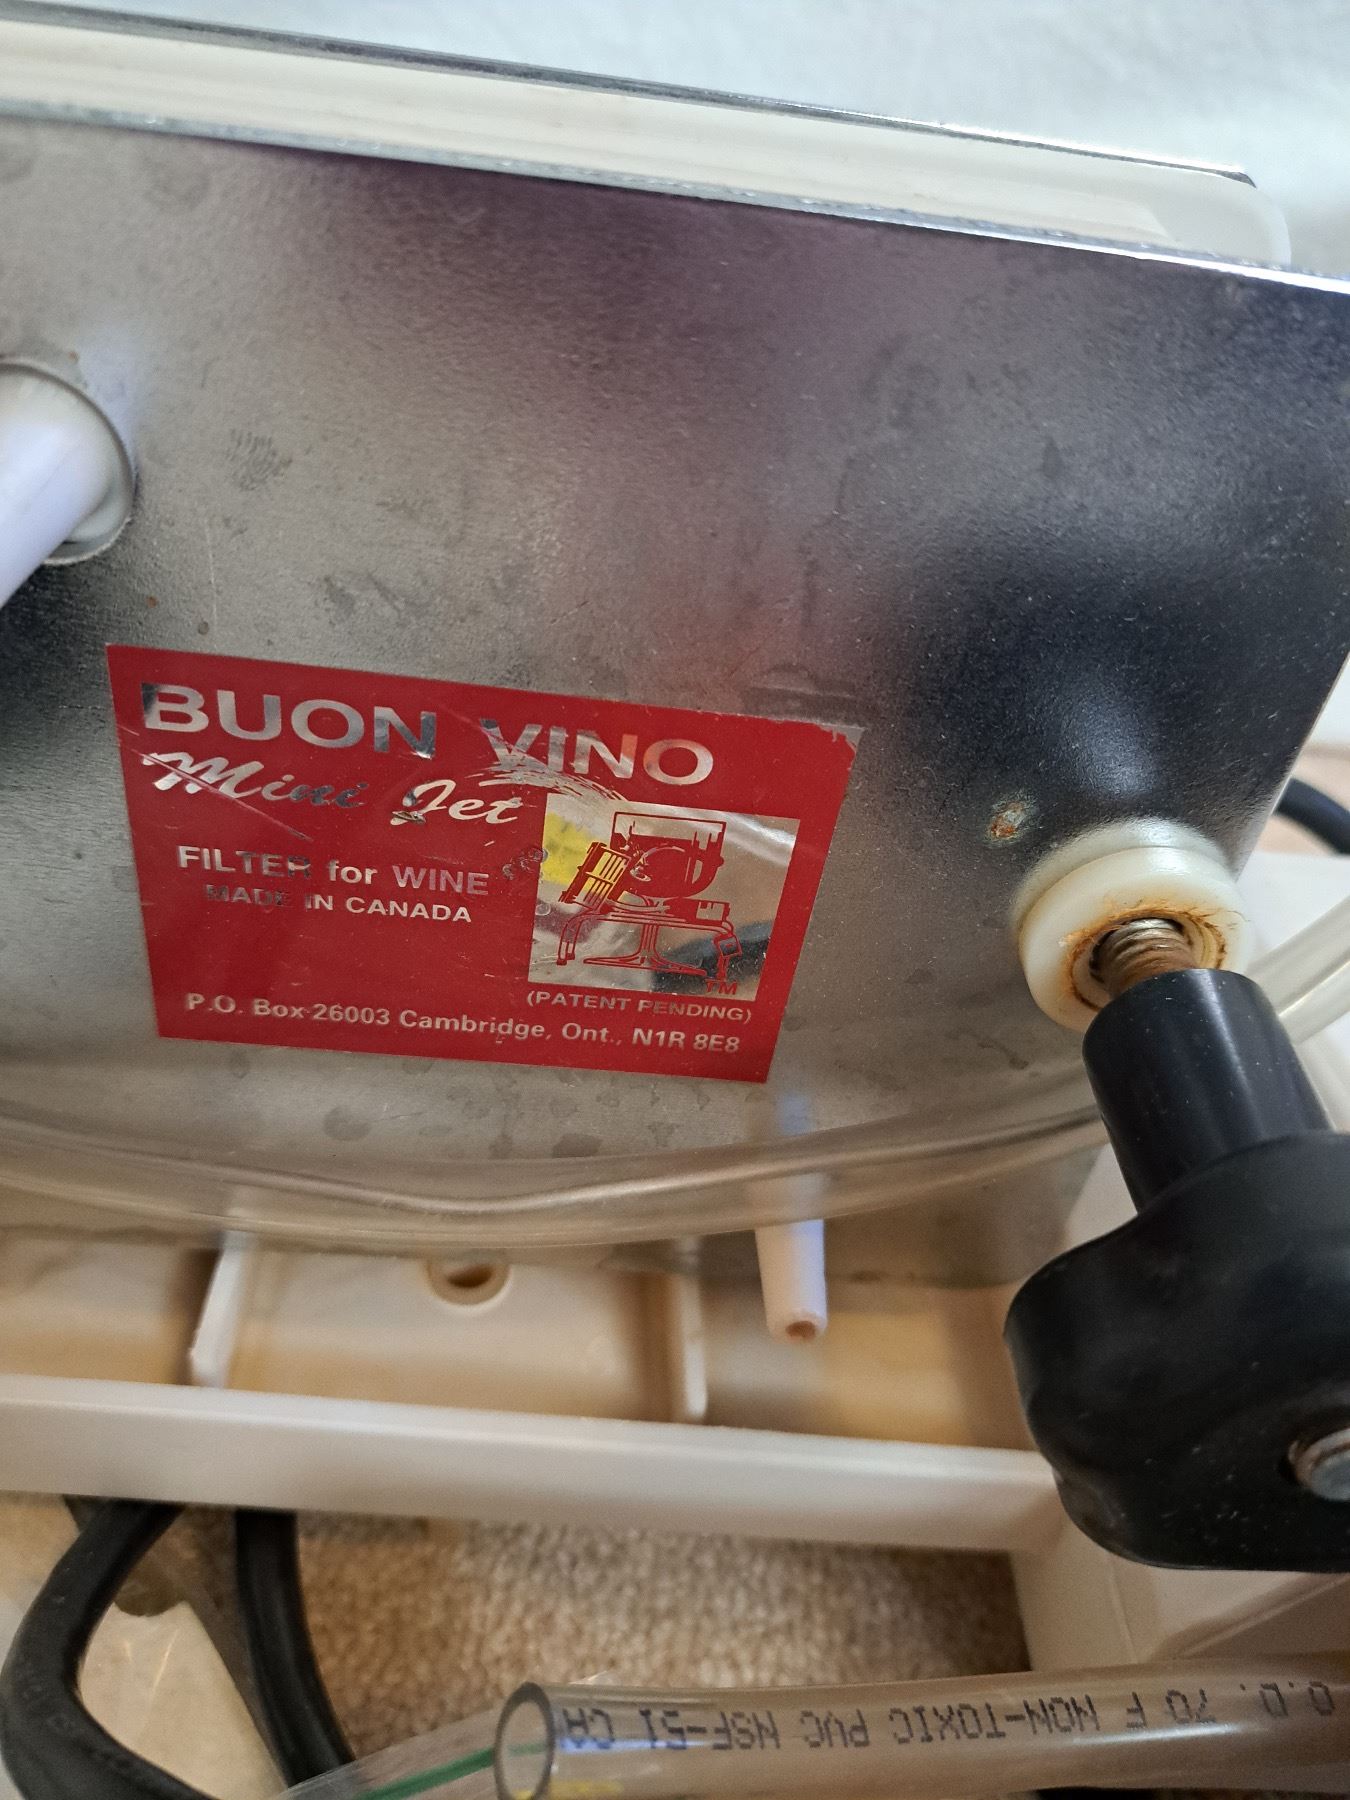 BUON VINO
Mini Jet
FILTER for WINE
MADE IN CANADA
TM
(PATENT PENDING)
P.O. Box 26003 Cambridge, Ont., N1R 8E8
O.D. 70 F NON-TOXIC PVC NSF-51 CA